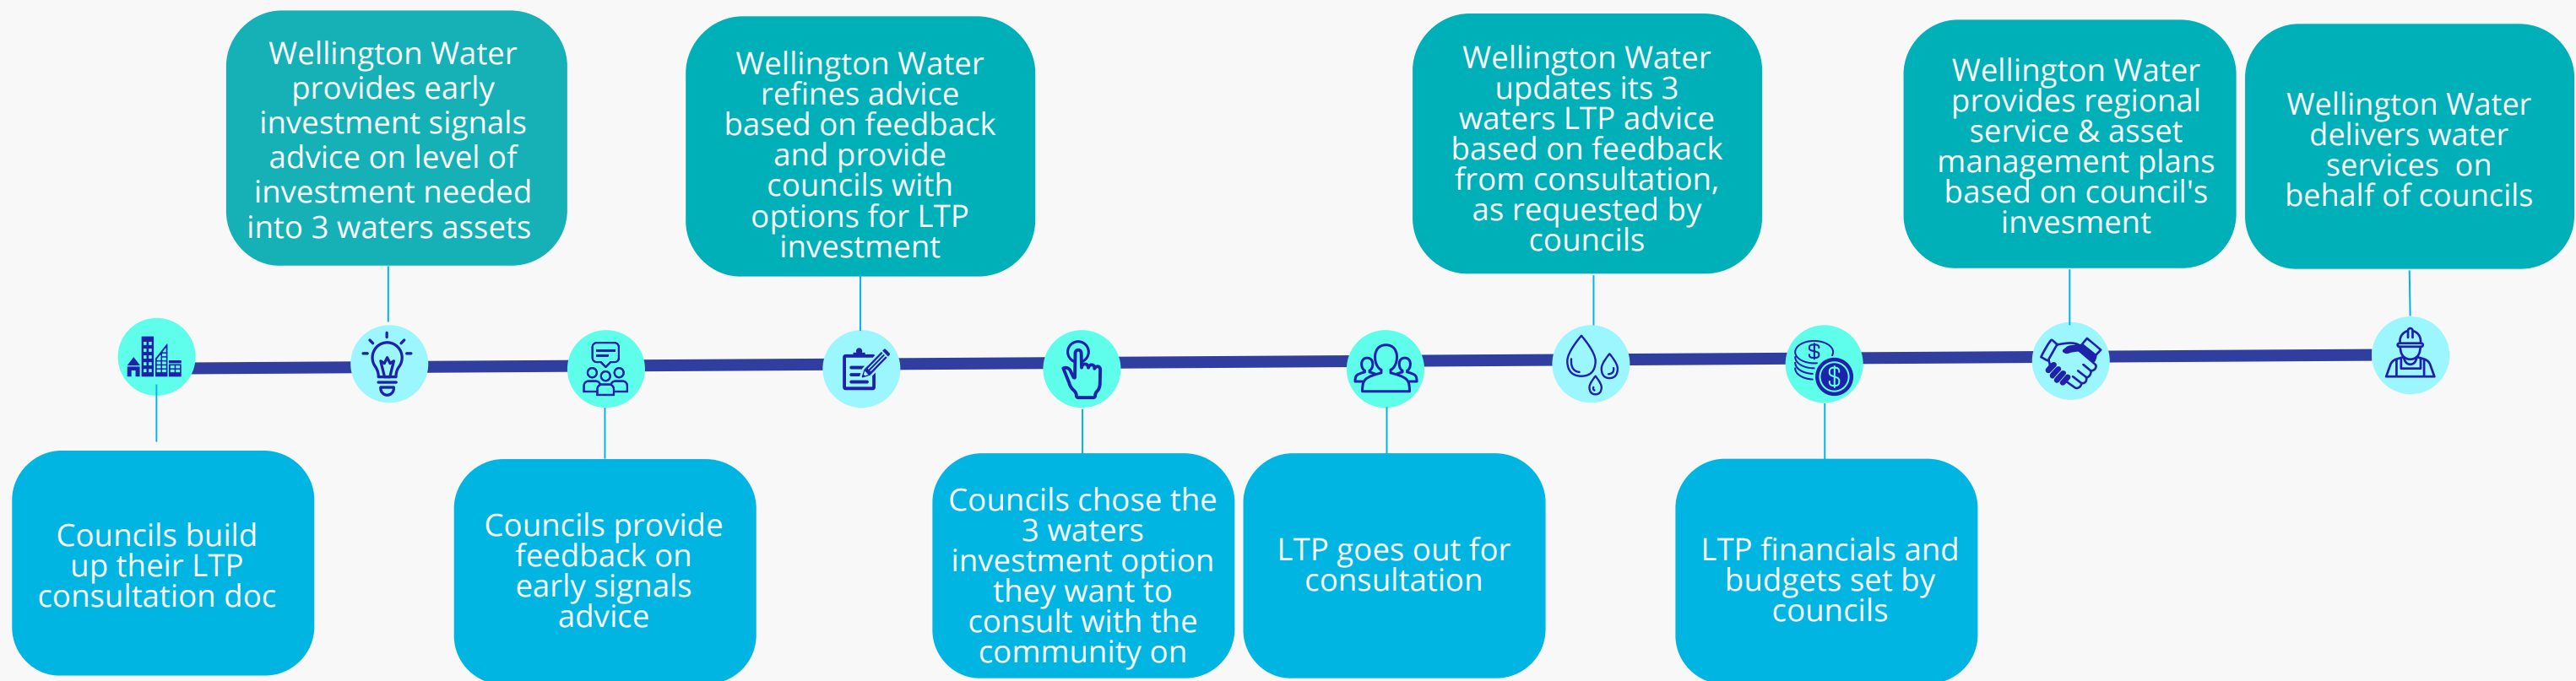 Councils build
up their LTP
consultation doc
Wellington Water
provides early
investment signals
advice on level of
investment needed
into 3 waters assets
Councils provide
feedback on
early signals
advice
Wellington Water
refines advice
based on feedback
and provide
councils with
options for LTP
investment
Councils chose the
3 waters
investment option
they want to
consult with the
community on
LTP goes out for
consultation
Wellington Water
updates its 3
waters LTP advice
based on feedback
from consultation,
as requested by
councils
LTP financials and
budgets set by
councils
Wellington Water
provides regional
service & asset
management plans
based on council's
invesment
Wellington Water
delivers water
services on
behalf of councils
$
$